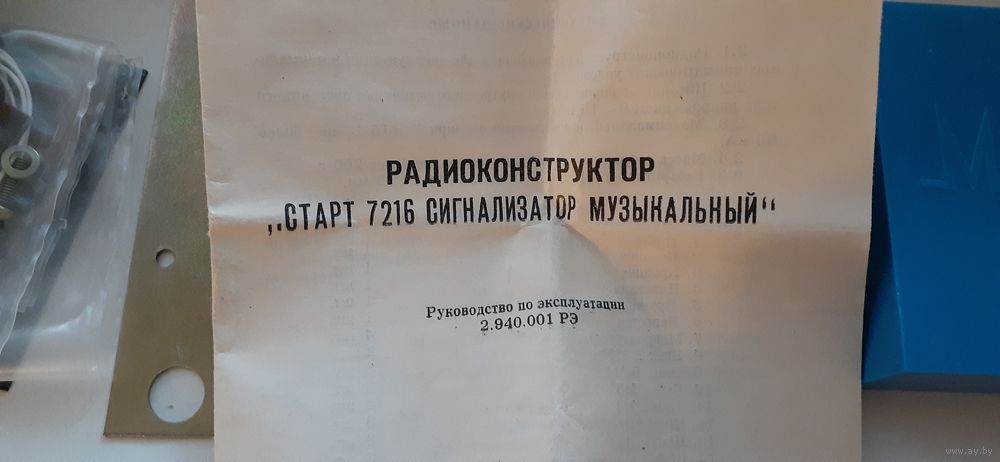 РАДИОКОНСТРУКТОР
„СТАРТ 7216 СИГНАЛИЗАТОР МУЗЫКАЛЬНЫЙ“
Руководство по эксплуатации
2.940.001 РЭ
www.ay.by